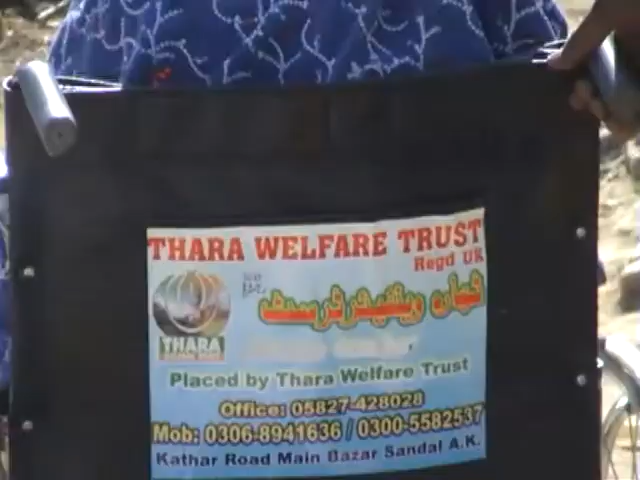 THARA WELFARE TRUST
Regd UK
ٹھارہ ویلفیئر ٹرسٹ
THARA
Placed by Thara Welfare Trust
Office: 05827-428028
Mob: 0306-8941636 / 0300-5582537
Kathar Road Main Bazar Sandal A.K.